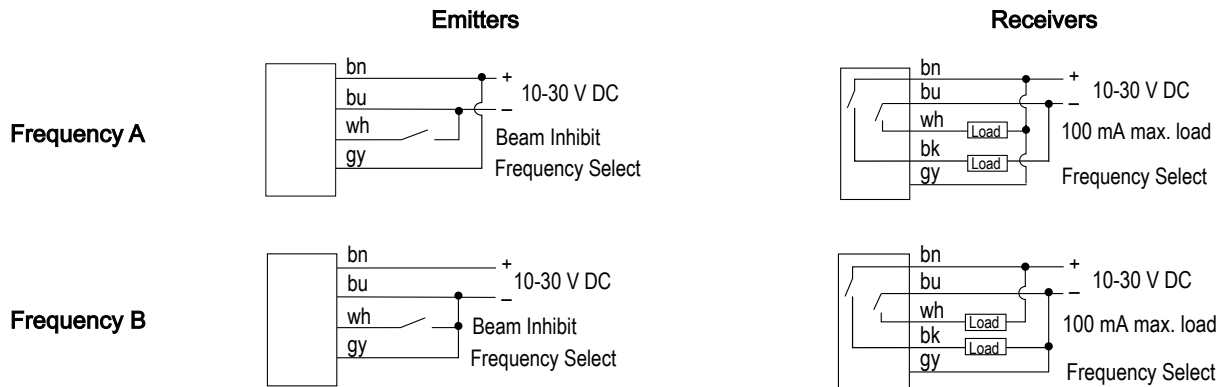 Emitters
Receivers
Frequency A
bn
+
10-30 V DC
bu
–
wh
Beam Inhibit
gy
Frequency Select
bn
+
10-30 V DC
bu
–
wh
Load
100 mA max. load
bk
Load
gy
Frequency Select
Frequency B
bn
+
10-30 V DC
bu
–
wh
Beam Inhibit
gy
Frequency Select
bn
+
10-30 V DC
bu
–
wh
Load
100 mA max. load
bk
Load
gy
Frequency Select